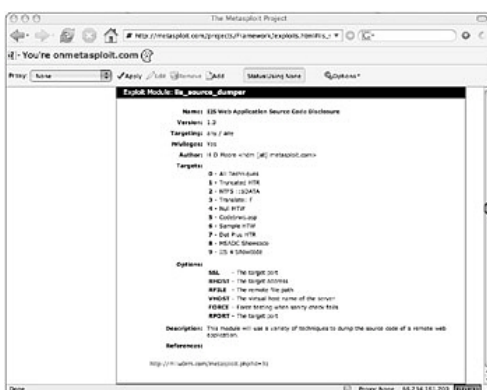 The Metasploit Project
You're onmetasploit.com
Proxy: None Apply Edit Remove Add Status: Using None Options
Exploit Module: iis_source_dumper
Name: IIS Web Application Source Code Disclosure
Version: 1.0
Targeting: any / any
Privileges: Yes
Author: H D Moore <hdm [at] metasploit.com>
Targets:
0 - All Techniques
1 - Truncated HTR
2 - NTFS ::$DATA
3 - Translate: f
4 - Null HTW
5 - Codebrws.asp
6 - Sample HTW
7 - Dot Plus HTR
8 - MSADC Showcode
9 - IIS 4 Showcode
Options:
SSL - The target port
RHOST - The target address
RFILE - The remote file path
VHOST - The virtual host name of the server
FORCE - Force testing when sanity check fails
RPORT - The target port
Description: This module will use a variety of techniques to dump the source code of a remote web
application.
References:
Done
Proxy: None